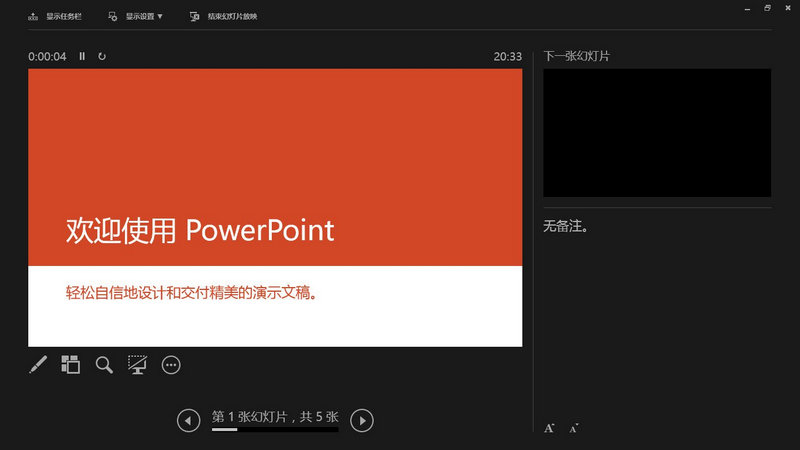 显示任务栏 显示设置 ▼ 结束幻灯片放映
0:00:04 20:33
下一张幻灯片
欢迎使用 PowerPoint
轻松自信地设计和交付精美的演示文稿。
无备注。
第 1 张幻灯片，共 5 张
A A